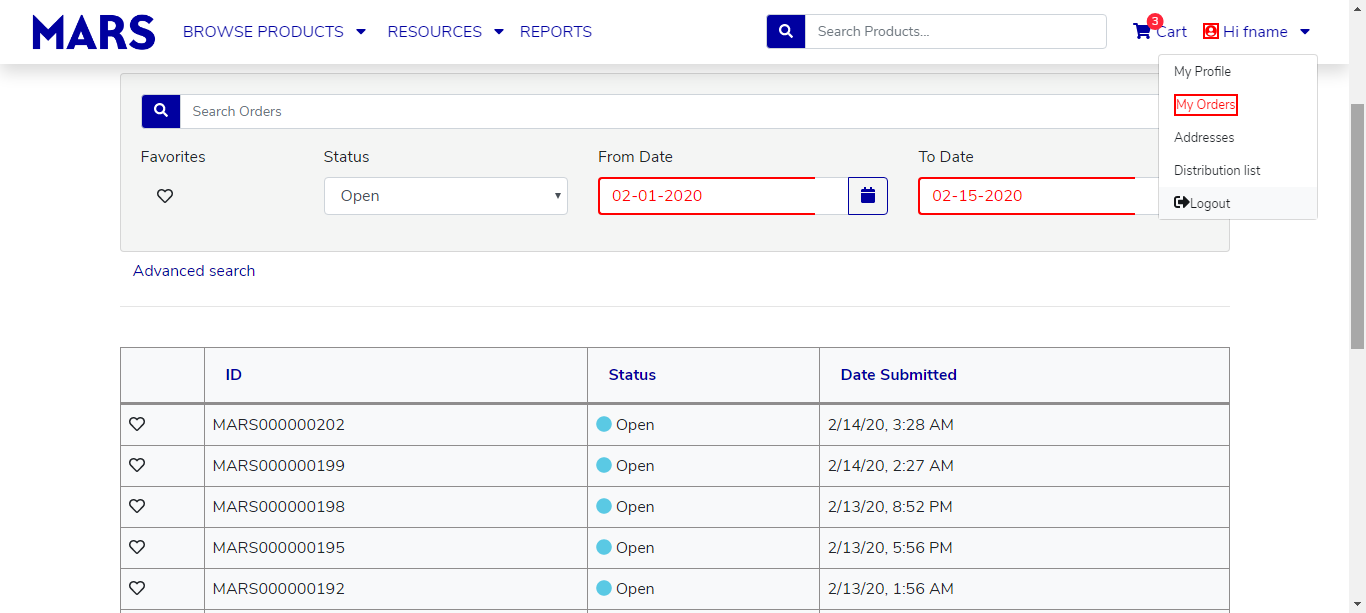 MARS BROWSE PRODUCTS RESOURCES REPORTS Search Products... 3 Cart Hi fname
My Profile
My Orders
Addresses
Distribution list
Logout
Search Orders
Favorites Status From Date To Date
Open 02-01-2020 02-15-2020
Advanced search
ID Status Date Submitted
MARS000000202 Open 2/14/20, 3:28 AM
MARS000000199 Open 2/14/20, 2:27 AM
MARS000000198 Open 2/13/20, 8:52 PM
MARS000000195 Open 2/13/20, 5:56 PM
MARS000000192 Open 2/13/20, 1:56 AM